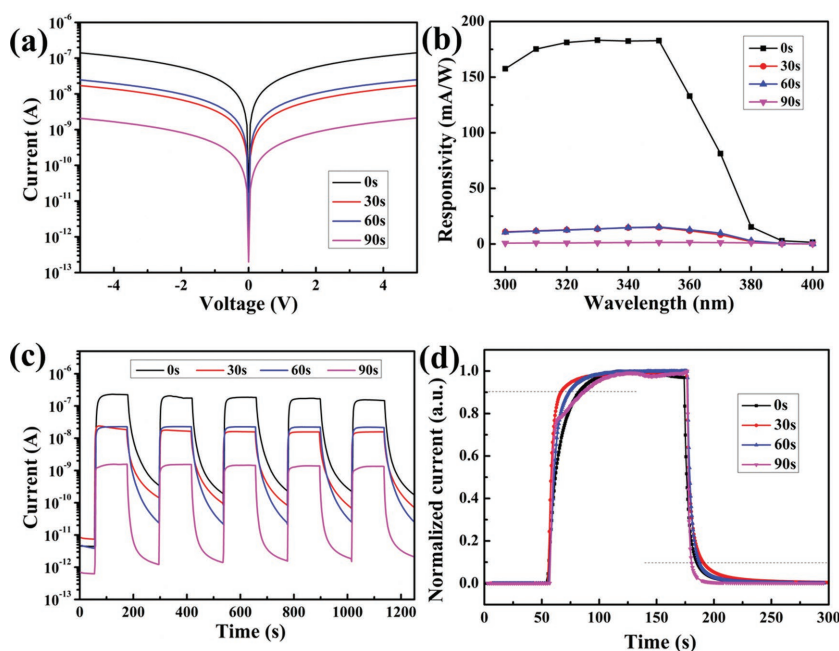 (a)
Current (A)
10⁻⁶
10⁻⁷
10⁻⁸
10⁻⁹
10⁻¹⁰
10⁻¹¹
10⁻¹²
10⁻¹³
0s
30s
60s
90s
-4 -2 0 2 4
Voltage (V)
(b)
Responsivity (mA/W)
200
150
100
50
0
0s
30s
60s
90s
300 320 340 360 380 400
Wavelength (nm)
(c)
Current (A)
10⁻⁵
10⁻⁶
10⁻⁷
10⁻⁸
10⁻⁹
10⁻¹⁰
10⁻¹¹
10⁻¹²
10⁻¹³
0s 30s 60s 90s
0 200 400 600 800 1000 1200
Time (s)
(d)
Normalized current (a.u.)
1.0
0.8
0.6
0.4
0.2
0.0
0s
30s
60s
90s
0 50 100 150 200 250 300
Time (s)